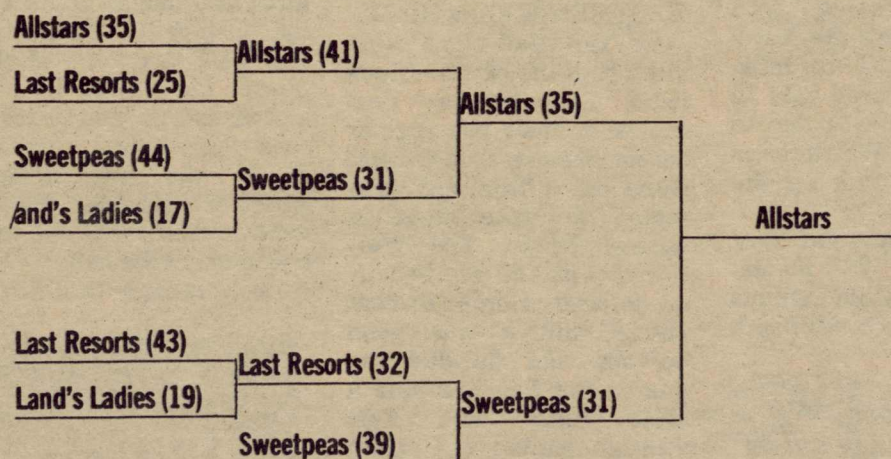 Allstars (35)
Allstars (41)
Last Resorts (25)
Allstars (35)
Sweetpeas (44)
Sweetpeas (31)
/and's Ladies (17)
Allstars
Last Resorts (43)
Last Resorts (32)
Land's Ladies (19)
Sweetpeas (31)
Sweetpeas (39)